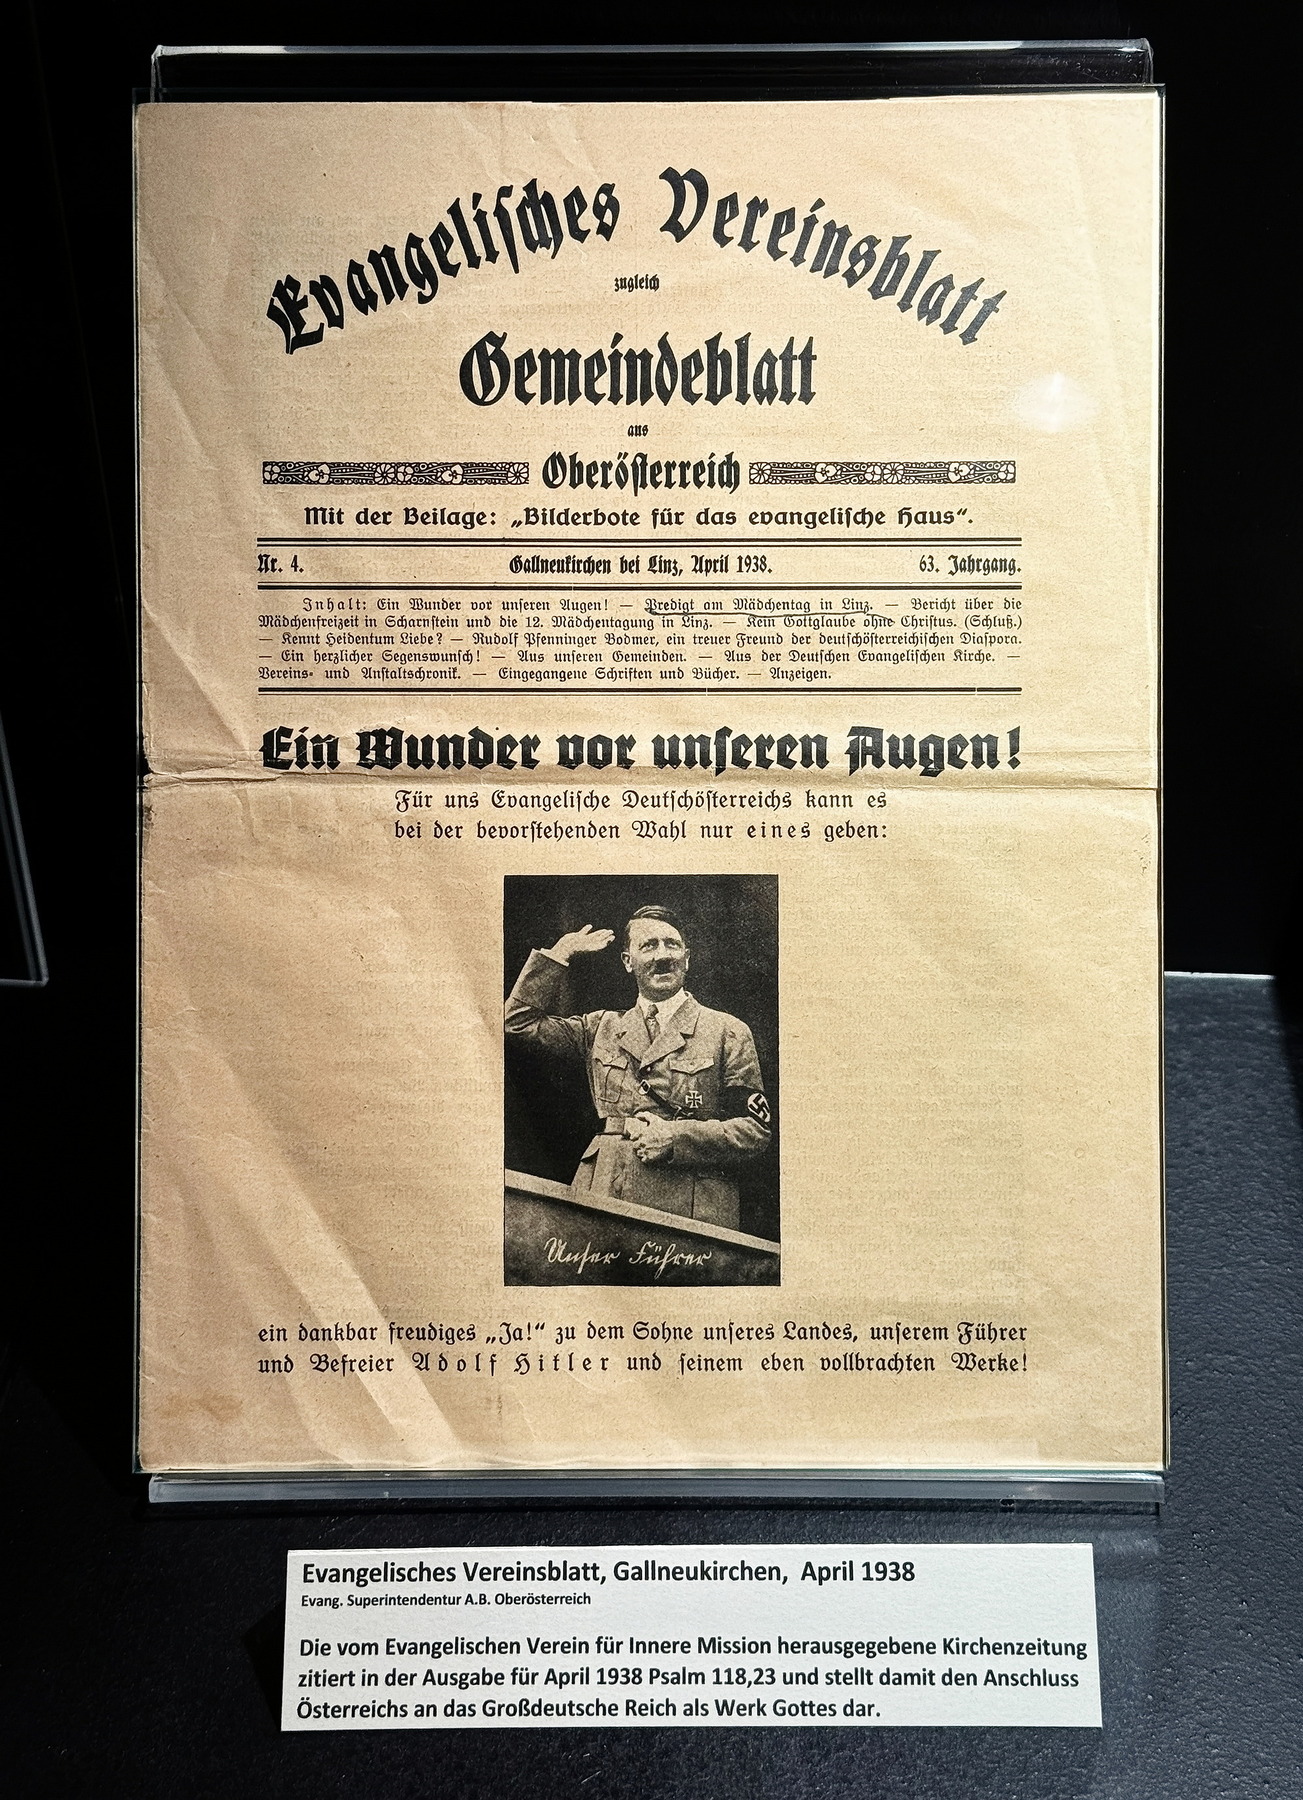 Evangelisches Vereinsblatt
zugleich
Gemeindeblatt
aus
Oberösterreich
Mit der Beilage: „Bilderbote für das evangelische Haus“.
Nr. 4. Gallneukirchen bei Linz, April 1938. 63. Jahrgang.
Inhalt: Ein Wunder vor unseren Augen! — Predigt am Mädchentag in Linz. — Bericht über die
Mädchenfreizeit in Scharnstein und die 12. Mädchentagung in Linz. — Kein Gottglaube ohne Christus. (Schluß.)
— Kennt Heidentum Liebe? — Rudolf Pfenninger Bodmer, ein treuer Freund der deutschösterreichischen Diaspora.
— Ein herzlicher Segenswunsch! — Aus unseren Gemeinden. — Aus der Deutschen Evangelischen Kirche. —
Vereins- und Anstaltschronik. — Eingegangene Schriften und Bücher. — Anzeigen.
Ein Wunder vor unseren Augen!
Für uns Evangelische Deutschösterreichs kann es
bei der bevorstehenden Wahl nur eines geben:
Unser Führer
ein dankbar freudiges „Ja!“ zu dem Sohne unseres Landes, unserem Führer
und Befreier Adolf Hitler und seinem eben vollbrachten Werke!
Evangelisches Vereinsblatt, Gallneukirchen, April 1938
Evang. Superintendentur A.B. Oberösterreich
Die vom Evangelischen Verein für Innere Mission herausgegebene Kirchenzeitung
zitiert in der Ausgabe für April 1938 Psalm 118,23 und stellt damit den Anschluss
Österreichs an das Großdeutsche Reich als Werk Gottes dar.